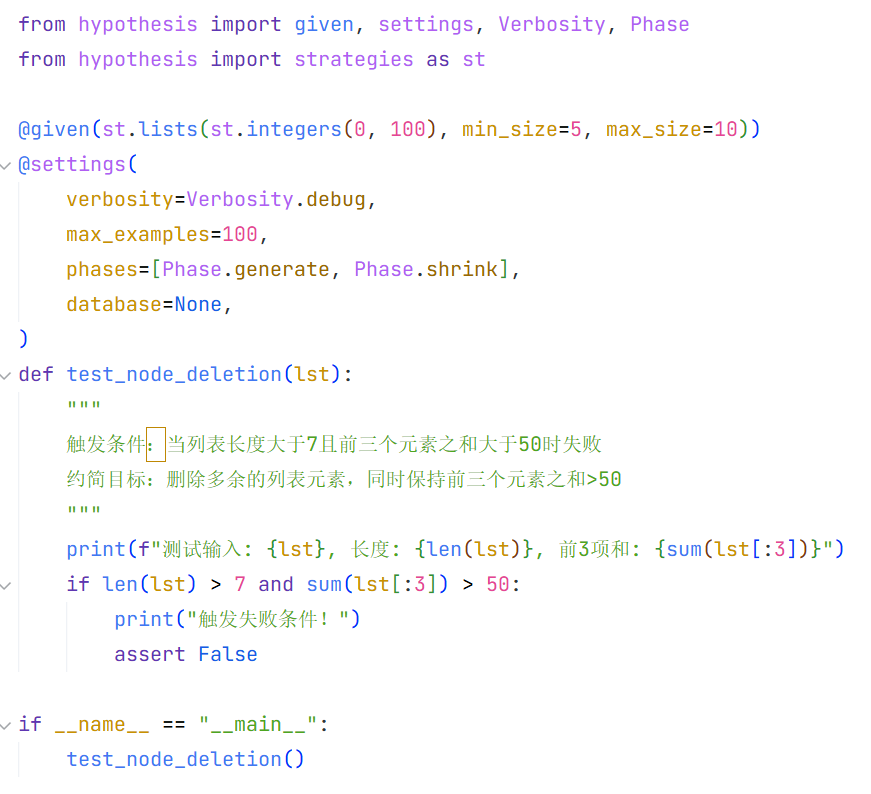 from hypothesis import given, settings, Verbosity, Phase
from hypothesis import strategies as st
@given(st.lists(st.integers(0, 100), min_size=5, max_size=10))
@settings(
    verbosity=Verbosity.debug,
    max_examples=100,
    phases=[Phase.generate, Phase.shrink],
    database=None,
)
def test_node_deletion(lst):
    """
    触发条件：当列表长度大于7且前三个元素之和大于50时失败
    约简目标：删除多余的列表元素，同时保持前三个元素之和>50
    """
    print(f"测试输入: {lst}, 长度: {len(lst)}, 前3项和: {sum(lst[:3])}")
    if len(lst) > 7 and sum(lst[:3]) > 50:
        print("触发失败条件！")
        assert False
if __name__ == "__main__":
    test_node_deletion()